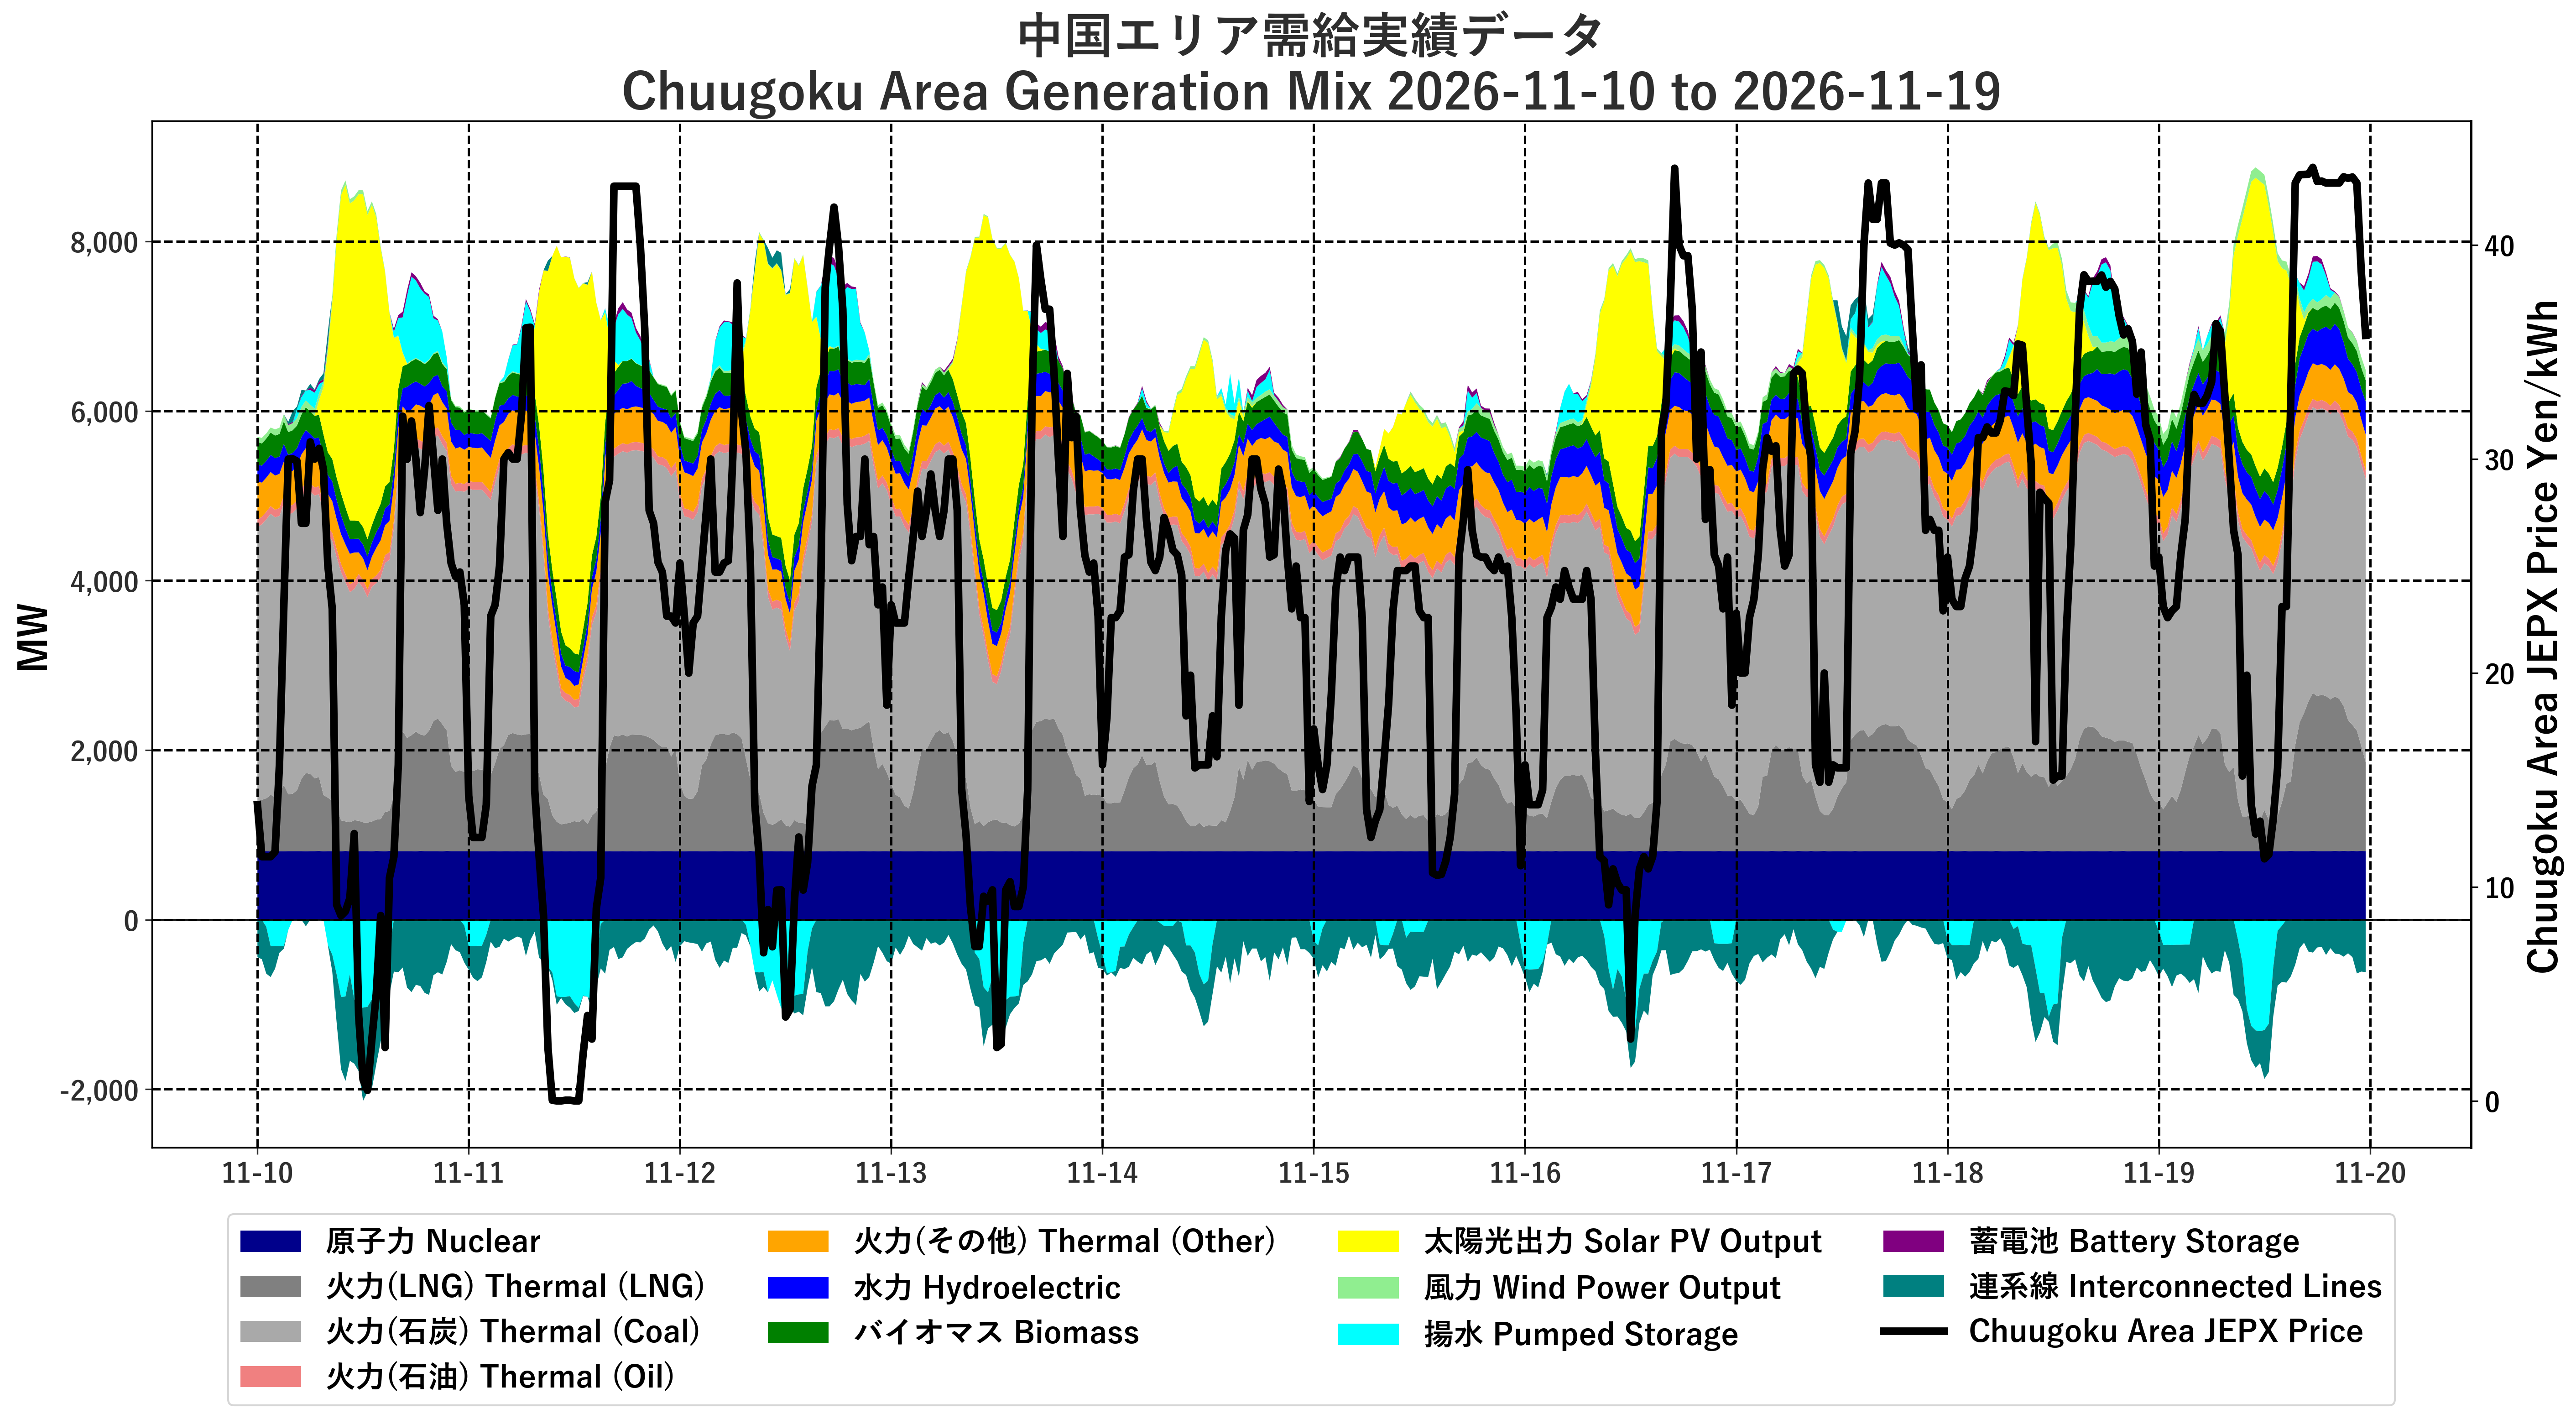 中国エリア需給実績データ
Chuugoku Area Generation Mix 2026-11-10 to 2026-11-19
MW
8,000
6,000
4,000
2,000
0
-2,000
40
30
20
10
0
Chuugoku Area JEPX Price Yen/kWh
11-10 11-11 11-12 11-13 11-14 11-15 11-16 11-17 11-18 11-19 11-20
原子力 Nuclear
火力(LNG) Thermal (LNG)
火力(石炭) Thermal (Coal)
火力(石油) Thermal (Oil)
火力(その他) Thermal (Other)
水力 Hydroelectric
バイオマス Biomass
太陽光出力 Solar PV Output
風力 Wind Power Output
揚水 Pumped Storage
蓄電池 Battery Storage
連系線 Interconnected Lines
Chuugoku Area JEPX Price